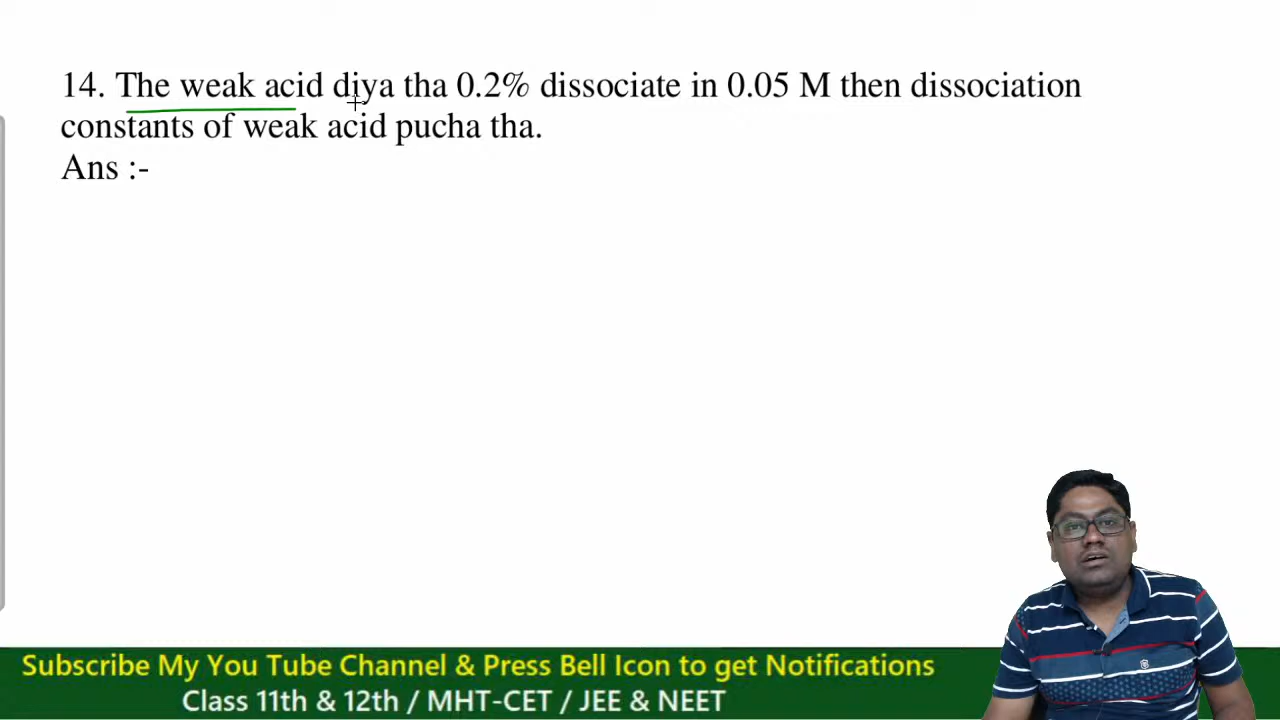 14. The weak acid diya tha 0.2% dissociate in 0.05 M then dissociation
constants of weak acid pucha tha.
Ans :-
Subscribe My You Tube Channel & Press Bell Icon to get Notifications
Class 11th & 12th / MHT-CET / JEE & NEET